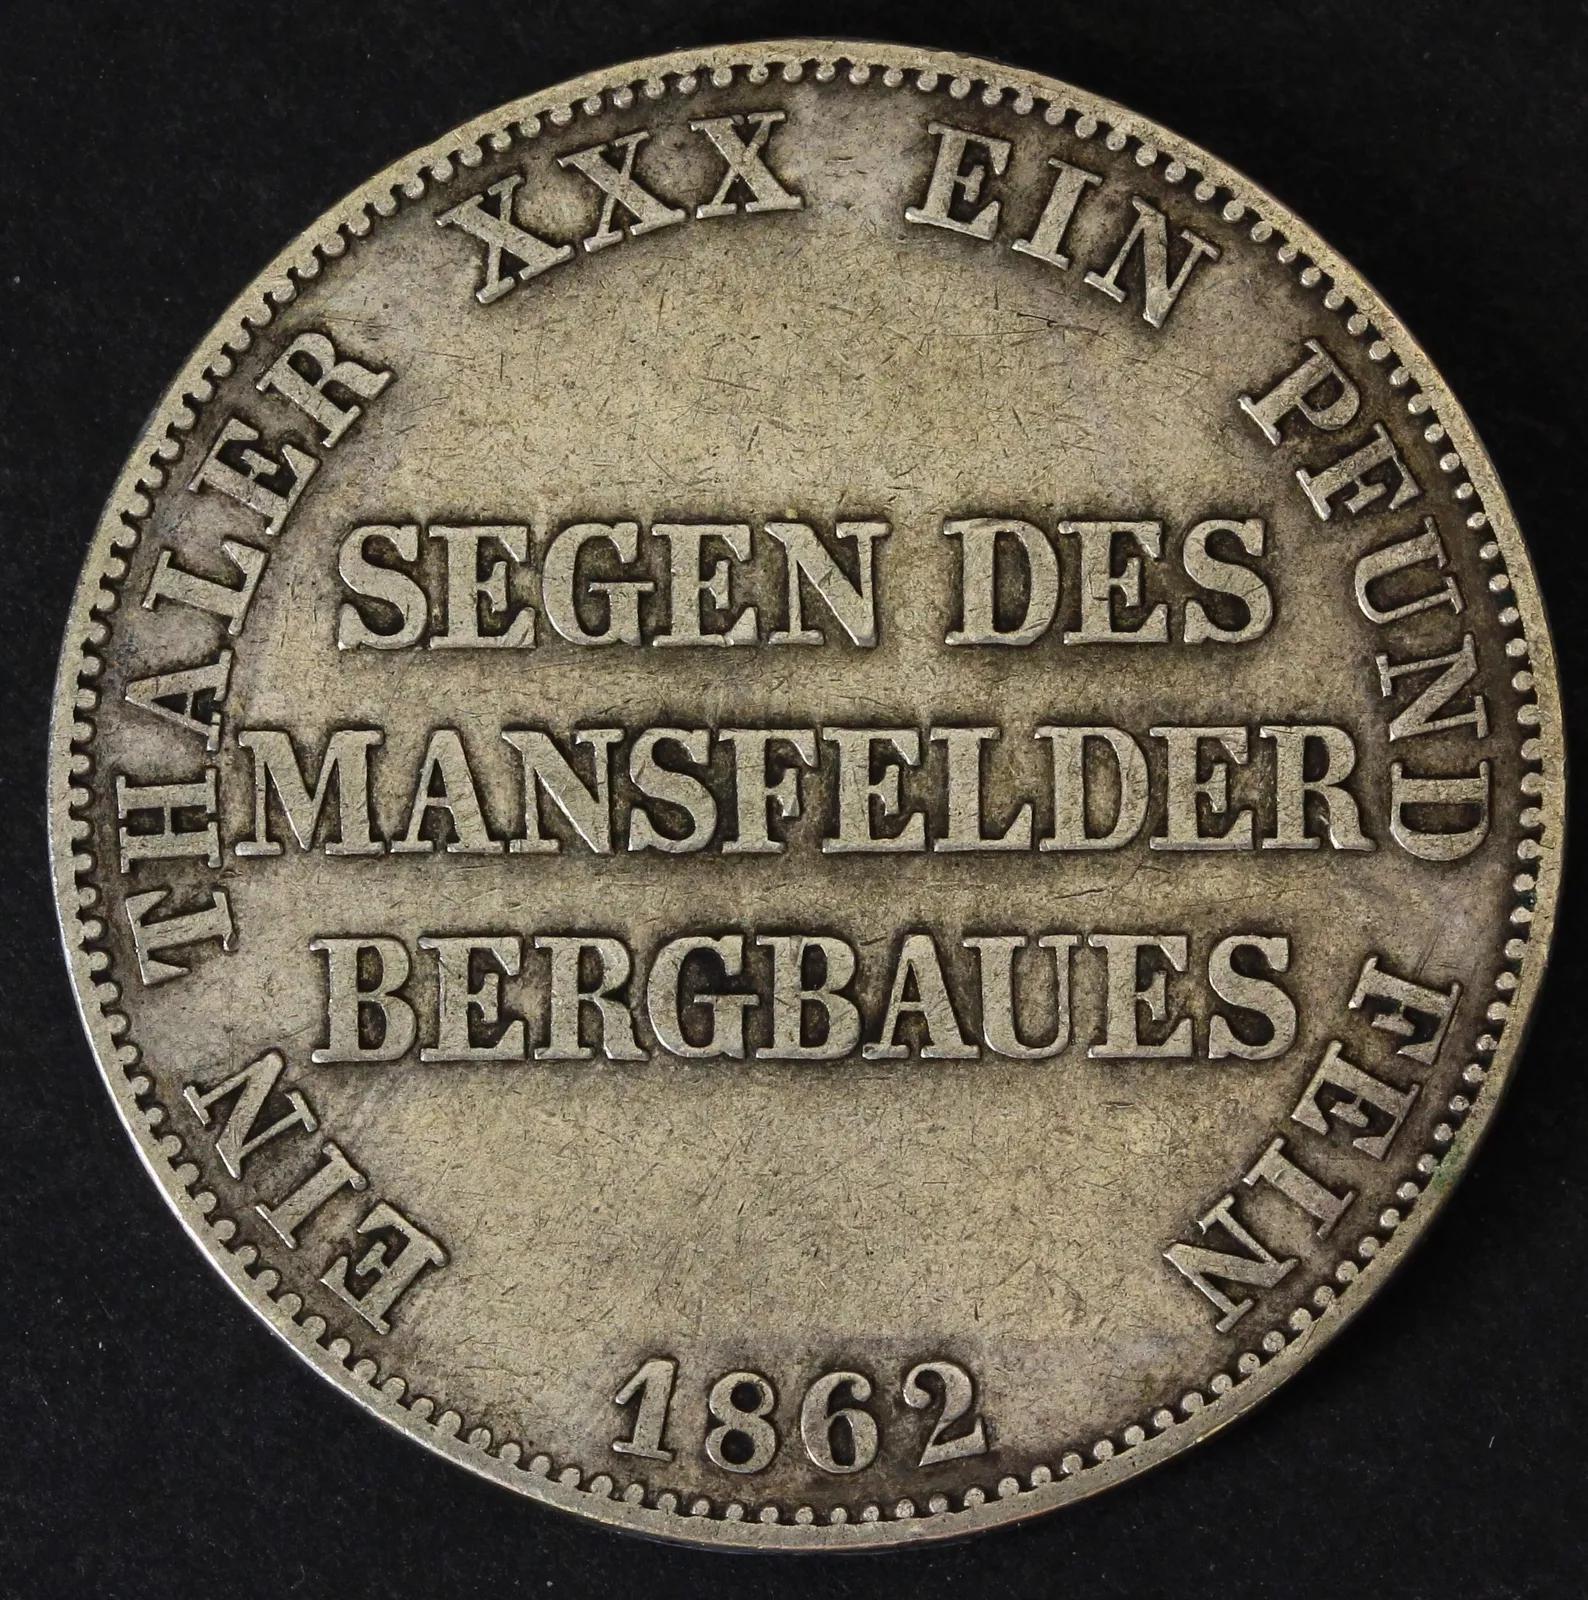 EIN THALER XXX EIN PFUND FEIN
SEGEN DES
MANSFELDER
BERGBAUES
1862